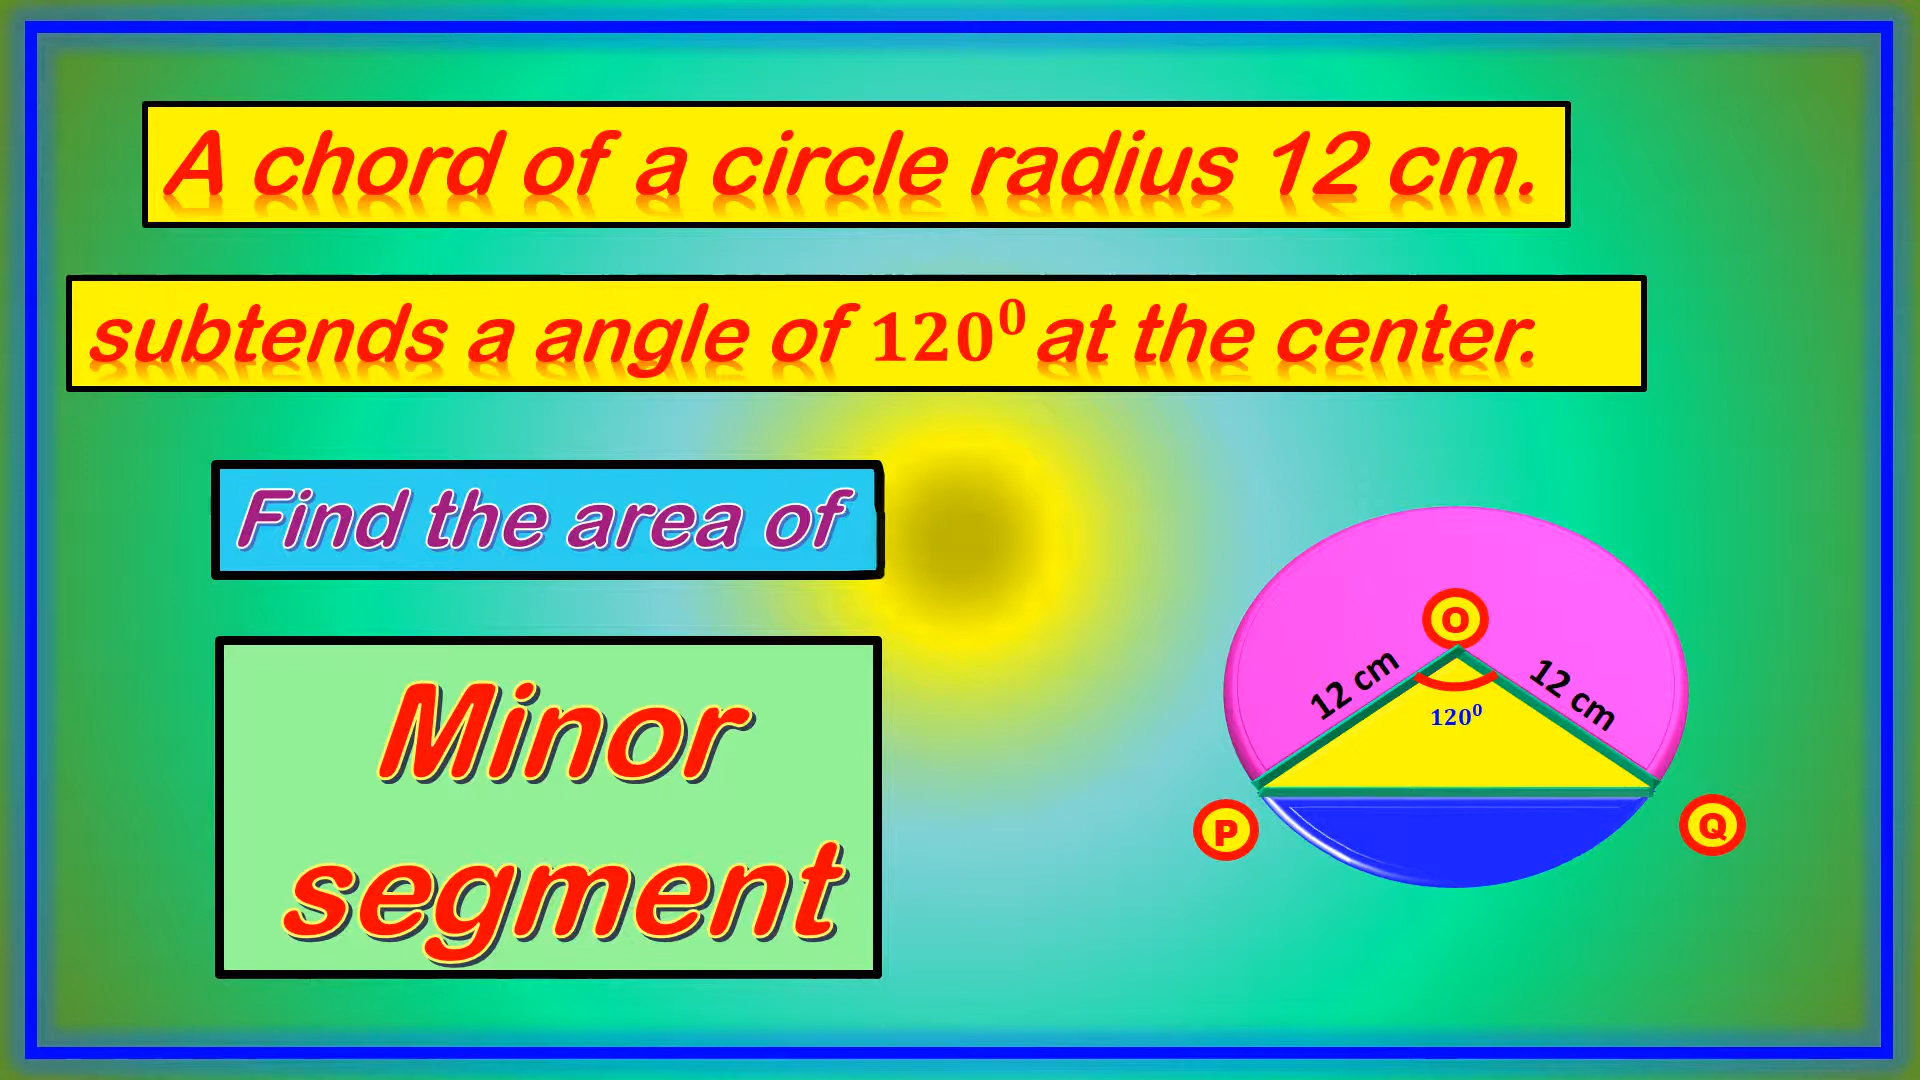 A chord of a circle radius 12 cm.
subtends a angle of 120⁰ at the center.
Find the area of
Minor
segment
O
12 cm
12 cm
120⁰
P
Q